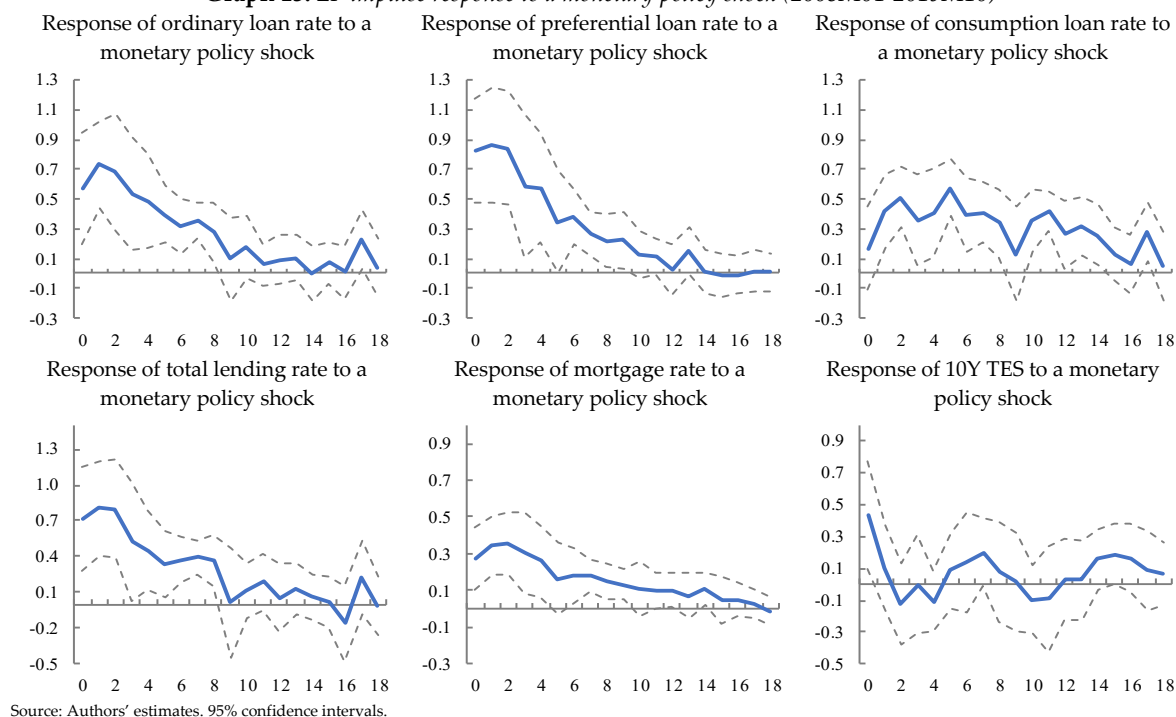 Response of ordinary loan rate to a
monetary policy shock
1.3
1.1
0.9
0.7
0.5
0.3
0.1
-0.1
-0.3
0 2 4 6 8 10 12 14 16 18
Response of preferential loan rate to a
monetary policy shock
1.3
1.1
0.9
0.7
0.5
0.3
0.1
-0.1
-0.3
0 2 4 6 8 10 12 14 16 18
Response of consumption loan rate to
a monetary policy shock
1.3
1.1
0.9
0.7
0.5
0.3
0.1
-0.1
-0.3
0 2 4 6 8 10 12 14 16 18
Response of total lending rate to a
monetary policy shock
1.3
1.0
0.7
0.4
0.1
-0.2
-0.5
0 2 4 6 8 10 12 14 16 18
Response of mortgage rate to a
monetary policy shock
0.9
0.7
0.5
0.3
0.1
-0.1
-0.3
0 2 4 6 8 10 12 14 16 18
Response of 10Y TES to a monetary
policy shock
0.9
0.7
0.5
0.3
0.1
-0.1
-0.3
-0.5
0 2 4 6 8 10 12 14 16 18
Source: Authors' estimates. 95% confidence intervals.